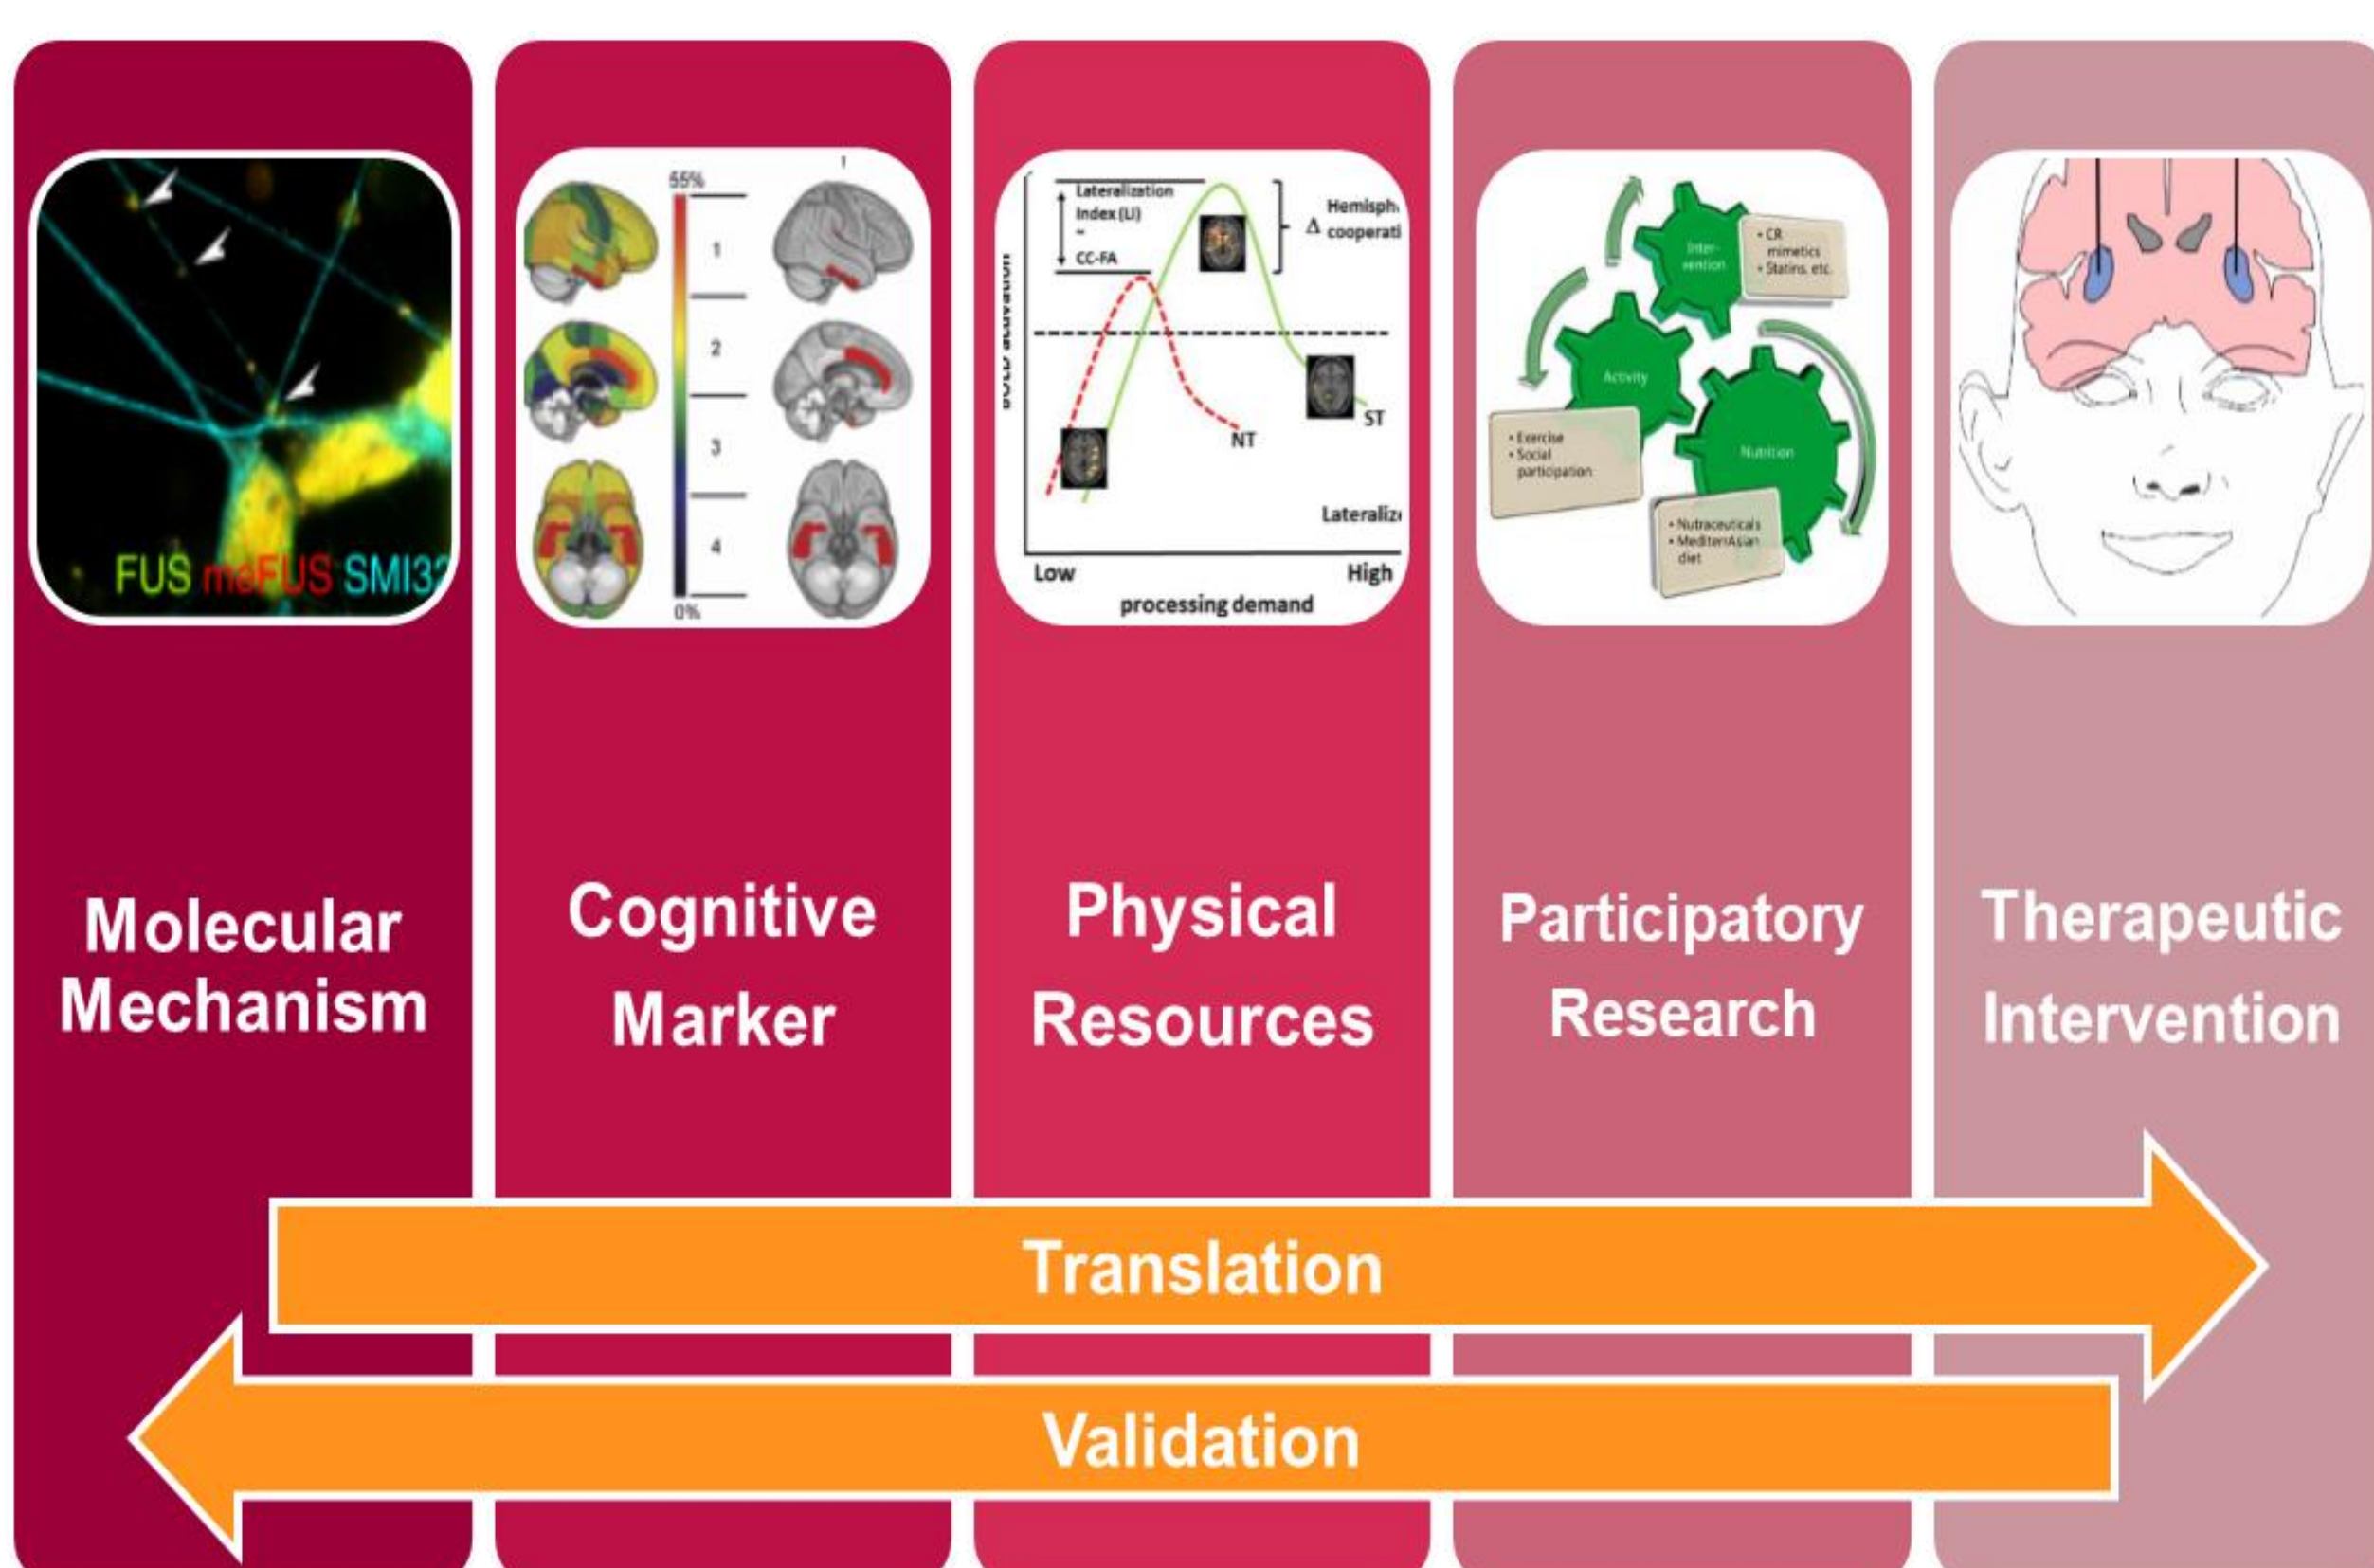 FUS meFUS SMI32
55%
1
2
3
4
0%
Lateralization
Index (LI)
~
CC-FA
Δ
cooperati
NT
ST
Low
High
processing demand
Inter-
vention
• CR
mimetics
• Statins, etc.
Activity
• Exercise
• Social
participation
Nutrition
• Nutraceuticals
• MediterrAsian
diet
Molecular
Mechanism
Cognitive
Marker
Physical
Resources
Participatory
Research
Therapeutic
Intervention
Translation
Validation